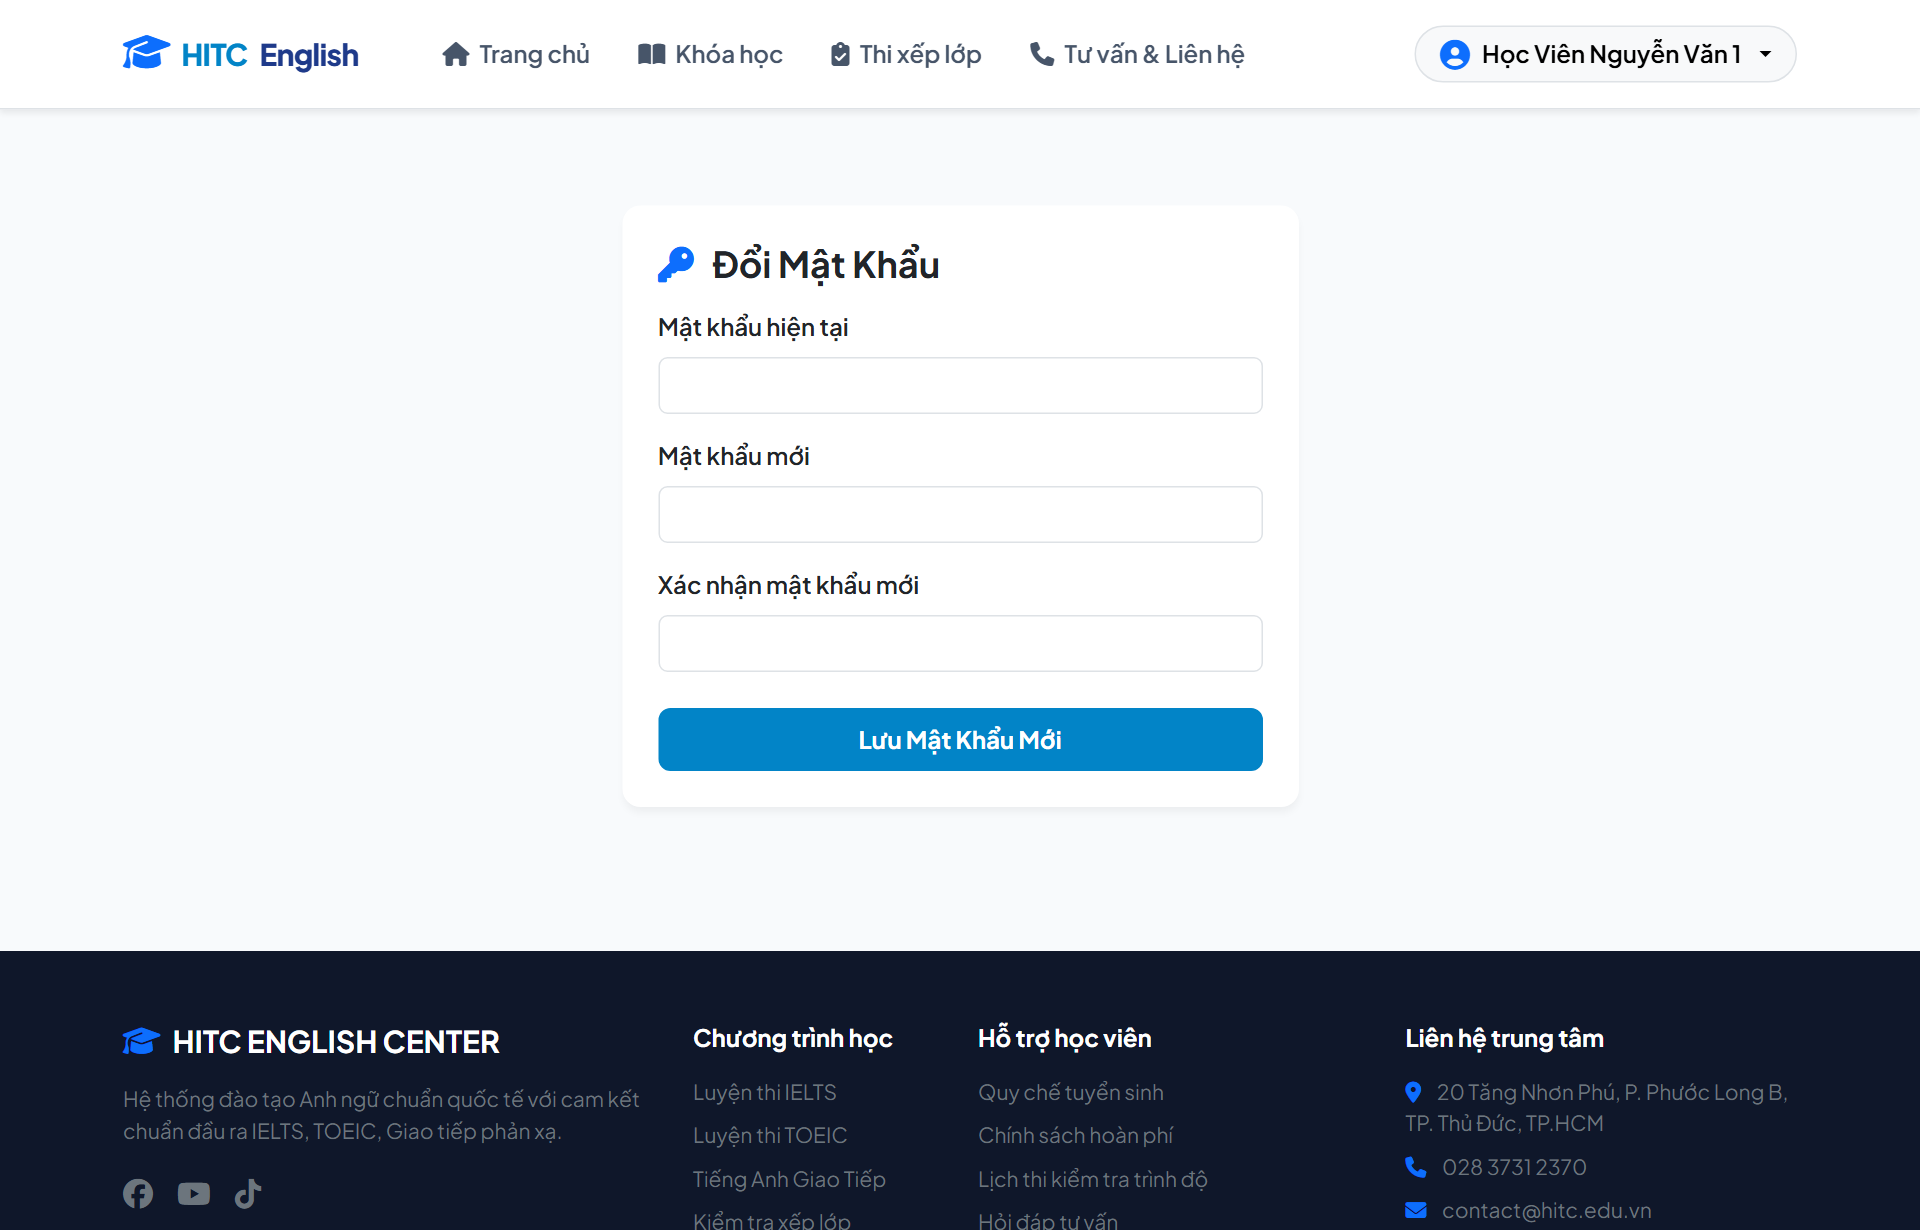 HITC English
Trang chủ
Khóa học
Thi xếp lớp
Tư vấn & Liên hệ
Học Viên Nguyễn Văn 1
Đổi Mật Khẩu
Mật khẩu hiện tại
Mật khẩu mới
Xác nhận mật khẩu mới
Lưu Mật Khẩu Mới
HITC ENGLISH CENTER
Hệ thống đào tạo Anh ngữ chuẩn quốc tế với cam kết
chuẩn đầu ra IELTS, TOEIC, Giao tiếp phản xạ.
Chương trình học
Luyện thi IELTS
Luyện thi TOEIC
Tiếng Anh Giao Tiếp
Kiểm tra xếp lớp
Hỗ trợ học viên
Quy chế tuyển sinh
Chính sách hoàn phí
Lịch thi kiểm tra trình độ
Hỏi đáp tư vấn
Liên hệ trung tâm
20 Tăng Nhơn Phú, P. Phước Long B,
TP. Thủ Đức, TP.HCM
028 3731 2370
contact@hitc.edu.vn